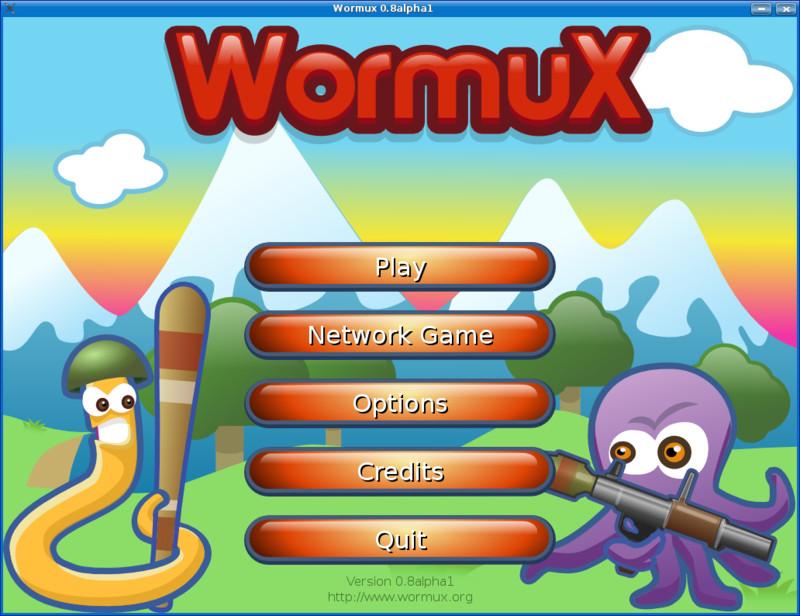 Wormux 0.8alpha1
WormuX
Play
Network Game
Options
Credits
Quit
Version 0.8alpha1
http://www.wormux.org